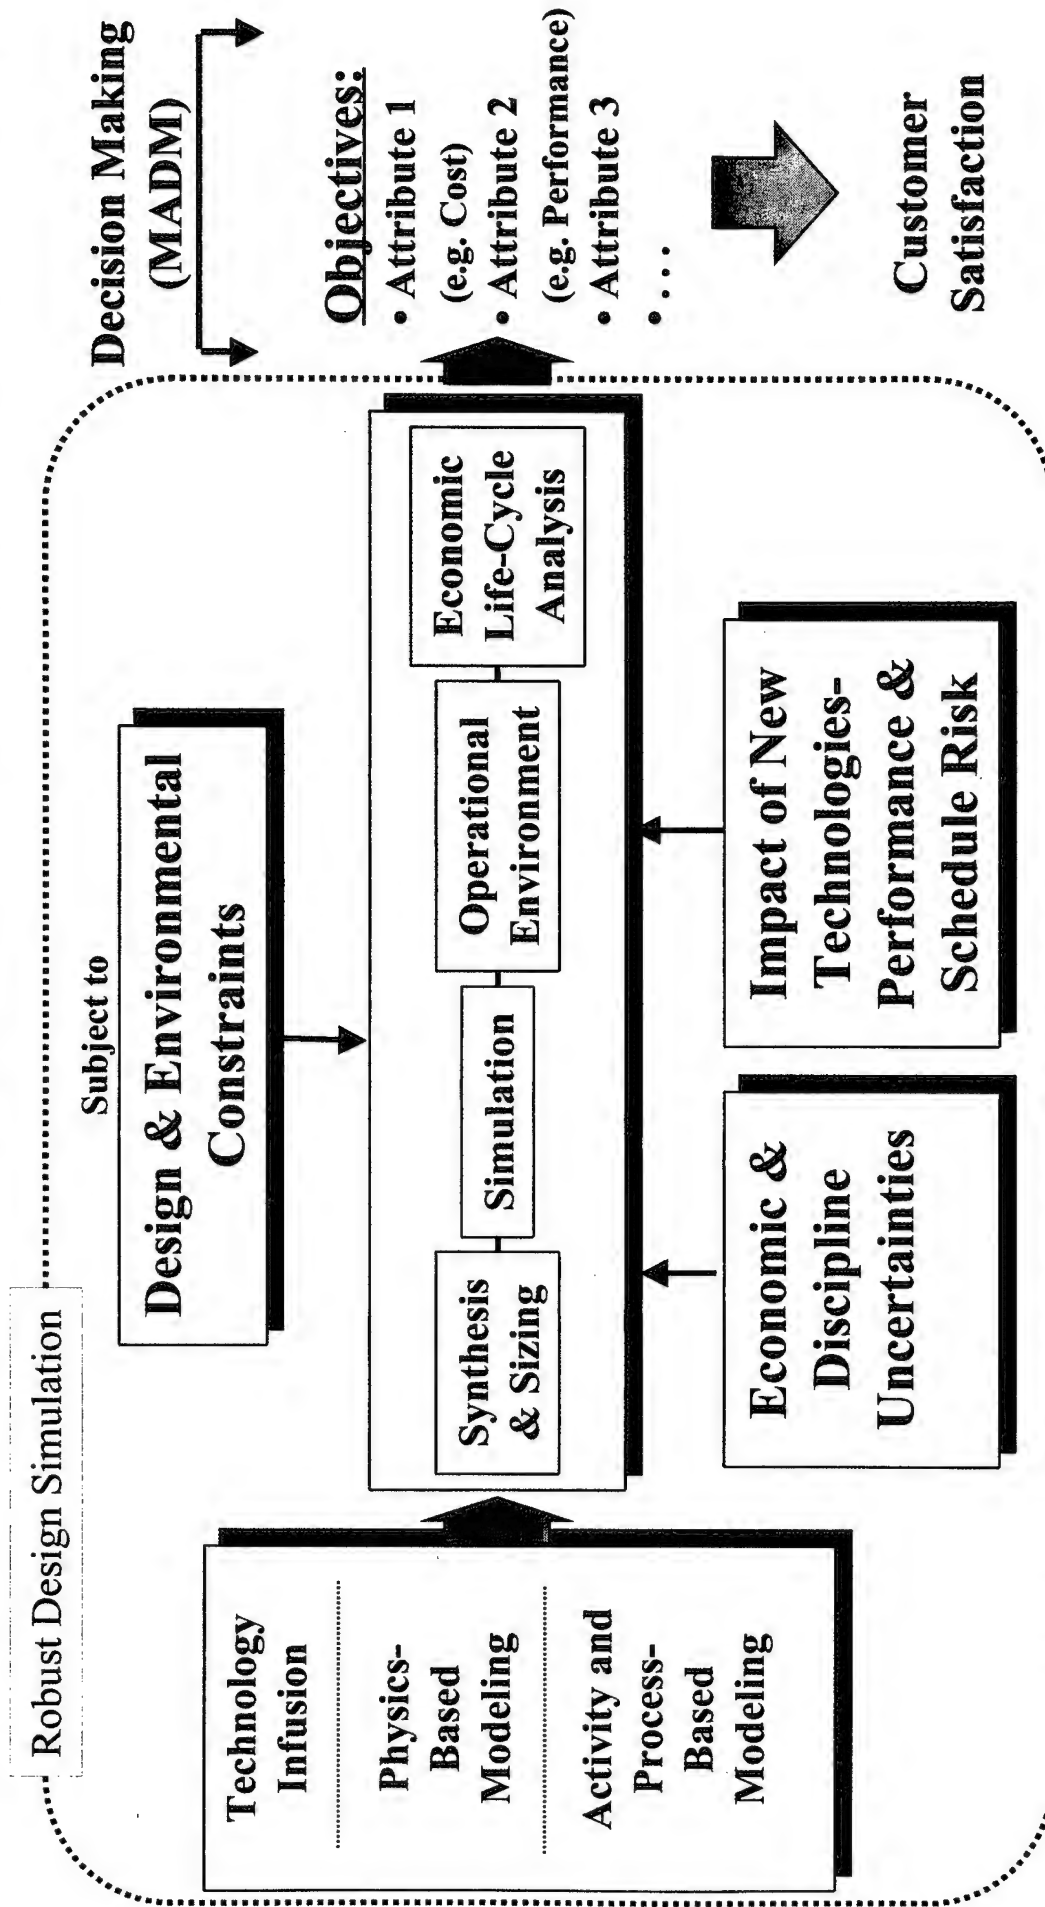 Robust Design Simulation
Subject to
Design & Environmental
Constraints
Technology
Infusion
Physics-
Based
Modeling
Activity and
Process-
Based
Modeling
Synthesis
& Sizing
Simulation
Operational
Environment
Economic
Life-Cycle
Analysis
Economic &
Discipline
Uncertainties
Impact of New
Technologies-
Performance &
Schedule Risk
Decision Making
(MADM)
Objectives:
• Attribute 1
(e.g. Cost)
• Attribute 2
(e.g. Performance)
• Attribute 3
• ....
Customer
Satisfaction